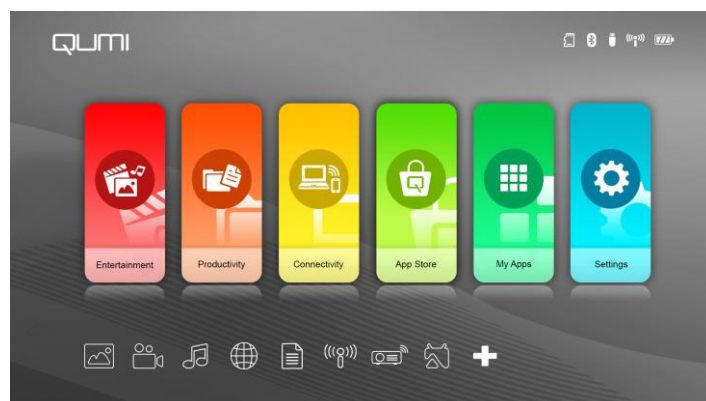 QUMI
Entertainment
Productivity
Connectivity
App Store
My Apps
Settings